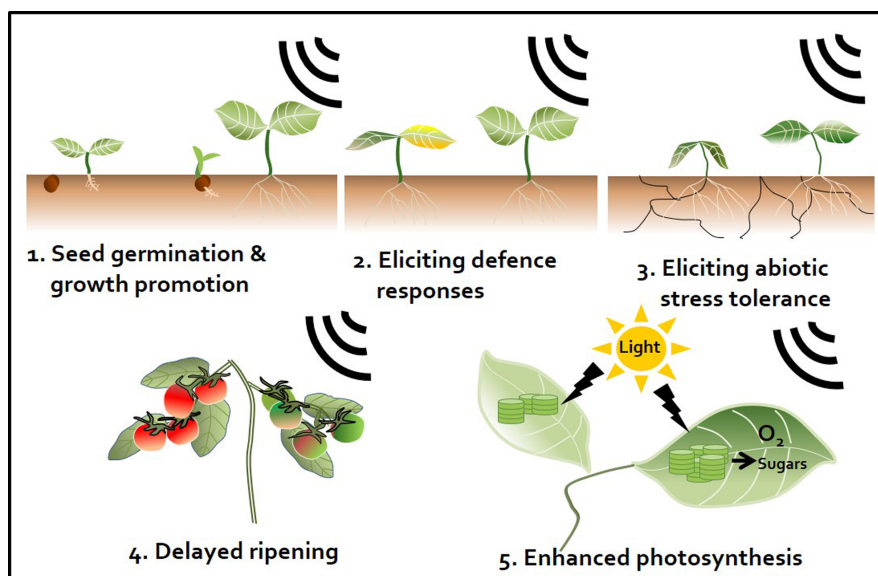 1. Seed germination &
growth promotion
2. Eliciting defence
responses
3. Eliciting abiotic
stress tolerance
4. Delayed ripening
Light
O₂
Sugars
5. Enhanced photosynthesis